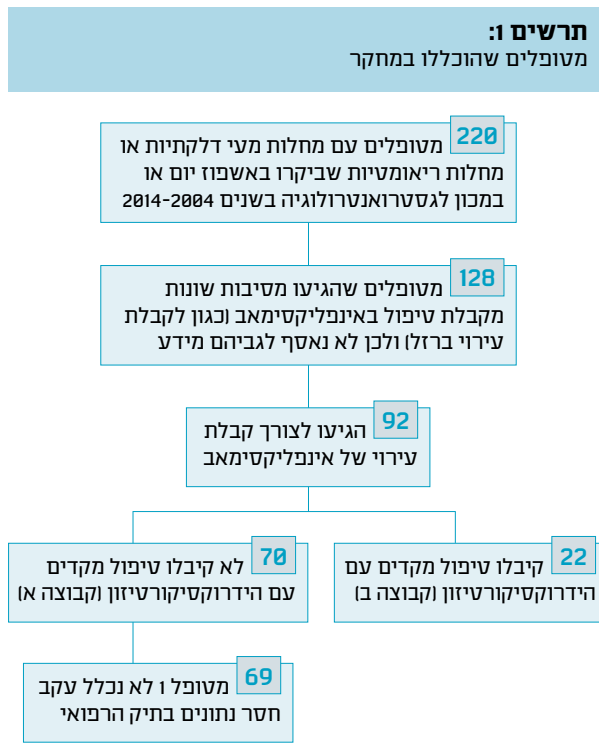 תרשים 1:
מטופלים שהוכללו במחקר
220 מטופלים עם מחלות מעי דלקתיות או
מחלות ריאומטיות שביקרו באשפוז יום או
במכון לגסטרואנטרולוגיה בשנים 2014-2004
128 מטופלים שהגיעו מסיבות שונות
מקבלת טיפול באינפליקסימאב (כגון לקבלת
עירוי ברזל) ולכן לא נאסף לגביהם מידע
92 הגיעו לצורך קבלת
עירוי של אינפליקסימאב
22 קיבלו טיפול מקדים עם
הידרוקסיקורטיזון (קבוצה ב)
70 לא קיבלו טיפול מקדים
עם הידרוקסיקורטיזון (קבוצה א)
69 מטופל 1 לא נכלל עקב
חסר נתונים בתיק הרפואי